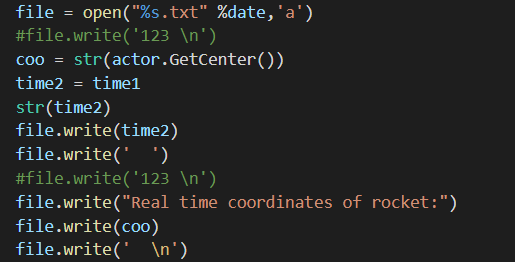 file = open("%s.txt" %date,'a')
#file.write('123 \n')
coo = str(actor.GetCenter())
time2 = time1
str(time2)
file.write(time2)
file.write('  ')
#file.write('123 \n')
file.write("Real time coordinates of rocket:")
file.write(coo)
file.write('  \n')